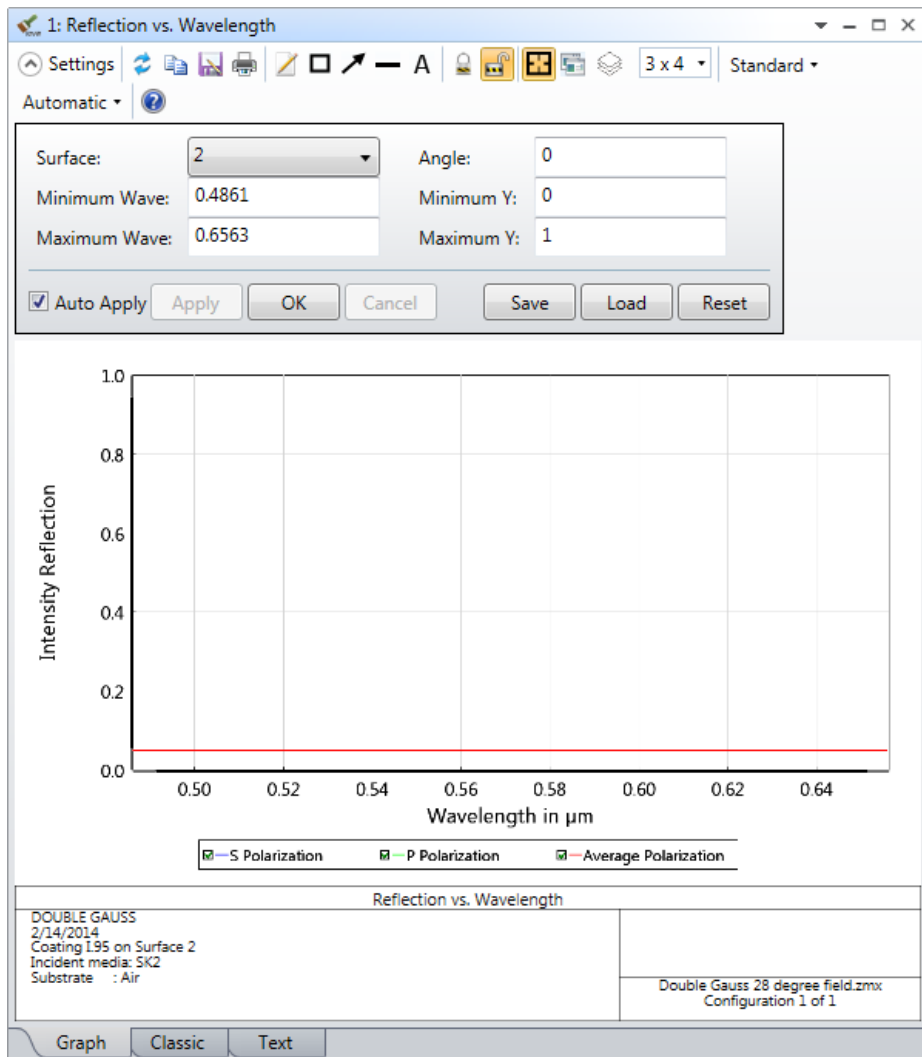 1: Reflection vs. Wavelength
Settings A 3 x 4 Standard
Automatic ?
Surface: 2 Angle: 0
Minimum Wave: 0.4861 Minimum Y: 0
Maximum Wave: 0.6563 Maximum Y: 1
Auto Apply Apply OK Cancel Save Load Reset
1.0
0.8
0.6
0.4
0.2
0.0
Intensity Reflection
0.50 0.52 0.54 0.56 0.58 0.60 0.62 0.64
Wavelength in µm
S Polarization P Polarization Average Polarization
Reflection vs. Wavelength
DOUBLE GAUSS
2/14/2014
Coating I.95 on Surface 2
Incident media: SK2
Substrate : Air
Double Gauss 28 degree field.zmx
Configuration 1 of 1
Graph Classic Text